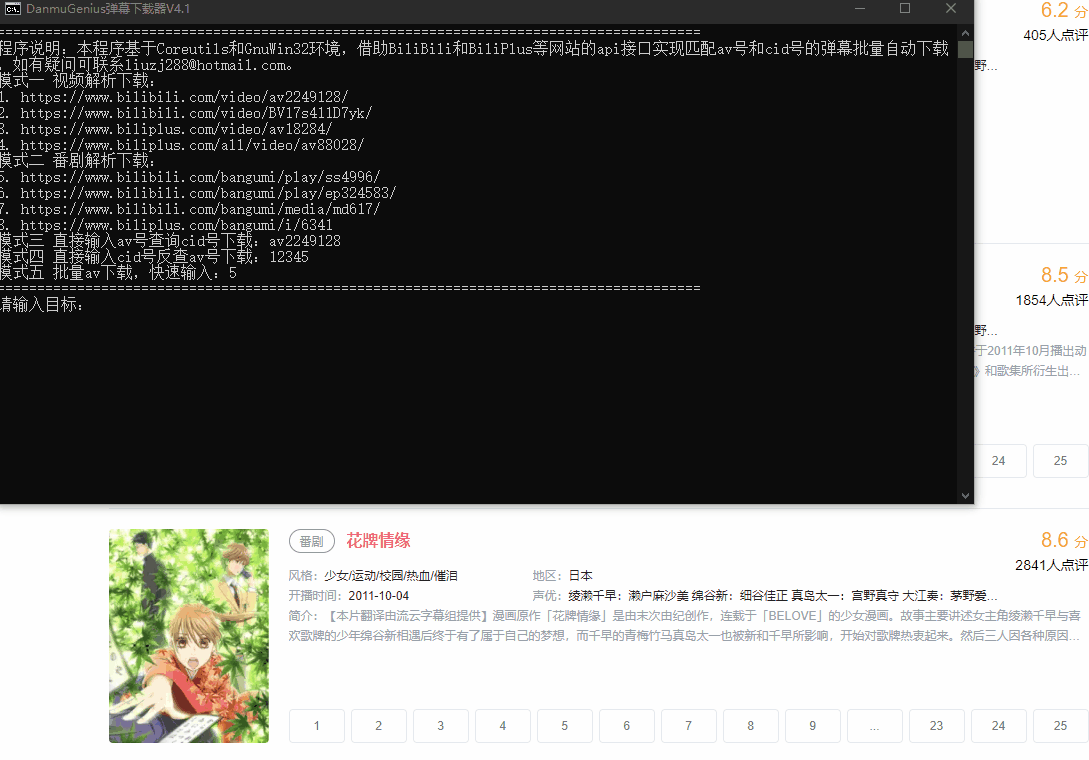 DanmuGenius弹幕下载器V4.1
程序说明：本程序基于Coreutils和GnuWin32环境，借助BiliBili和BiliPlus等网站的api接口实现匹配av号和cid号的弹幕批量自动下载
，如有疑问可联系liuzj288@hotmail.com。
模式一 视频解析下载：
1. https://www.bilibili.com/video/av2249128/
2. https://www.bilibili.com/video/BV17s411D7yk/
3. https://www.biliplus.com/video/av18284/
4. https://www.biliplus.com/all/video/av88028/
模式二 番剧解析下载：
5. https://www.bilibili.com/bangumi/play/ss4996/
6. https://www.bilibili.com/bangumi/play/ep324583/
7. https://www.bilibili.com/bangumi/media/md617/
8. https://www.biliplus.com/bangumi/i/6341
模式三 直接输入av号查询cid号下载：av2249128
模式四 直接输入cid号反查av号下载：12345
模式五 批量av下载，快速输入：5
请输入目标：
6.2 分
405人点评
野...
8.5 分
1854人点评
野...
于2011年10月播出动
》和歌集所衍生出...
24 25
番剧 花牌情缘
8.6 分
2841人点评
风格：少女/运动/校园/热血/催泪 地区：日本
开播时间：2011-10-04 声优：绫濑千早：濑户麻沙美 绵谷新：细谷佳正 真岛太一：宫野真守 大江奏：茅野爱...
简介：【本片翻译由流云字幕组提供】漫画原作「花牌情缘」是由末次由纪创作，连载于「BELOVE」的少女漫画。故事主要讲述女主角绫濑千早与喜
欢歌牌的少年绵谷新相遇后终于有了属于自己的梦想，而千早的青梅竹马真岛太一也被新和千早所影响，开始对歌牌热衷起来。然后三人因各种原因...
1 2 3 4 5 6 7 8 9 ... 23 24 25